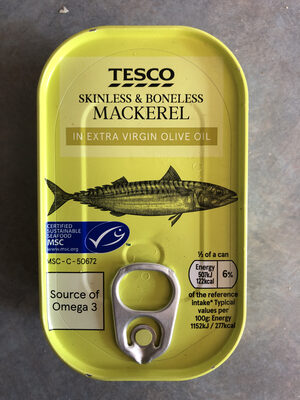 TESCO
SKINLESS & BONELESS
MACKEREL
IN EXTRA VIRGIN OLIVE OIL
CERTIFIED
SUSTAINABLE
SEAFOOD
MSC
www.msc.org
MSC-C-50672
Source of
Omega 3
⅓ of a can
Energy
507kJ
122kcal
6%
of the reference
intake* Typical
values per
100g: Energy
1152kJ / 277kcal